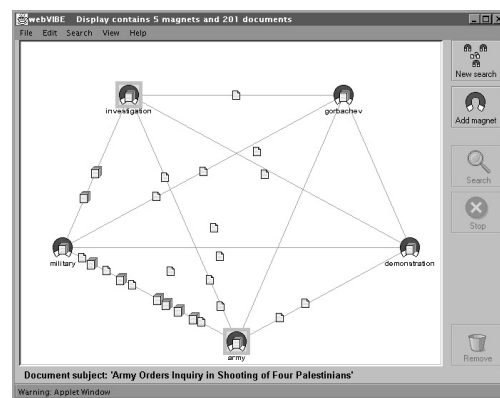 webVIBE Display contains 5 magnets and 201 documents
File Edit Search View Help
New search
investigation
gorbachev
Add magnet
Search
Stop
military
demonstration
army
Remove
Document subject: 'Army Orders Inquiry in Shooting of Four Palestinians'
Warning: Applet Window